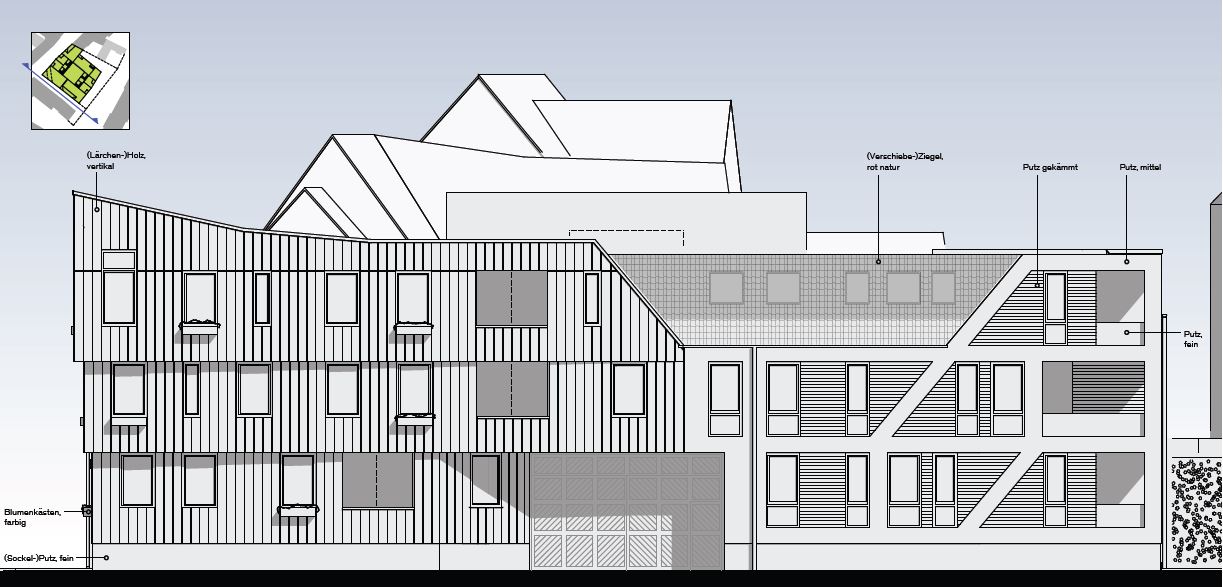 (Lärchen-)Holz,
vertikal
(Verschiebe-)Ziegel,
rot natur
Putz gekämmt
Putz, mittel
Putz,
fein
Blumenkästen,
farbig
(Sockel-)Putz, fein